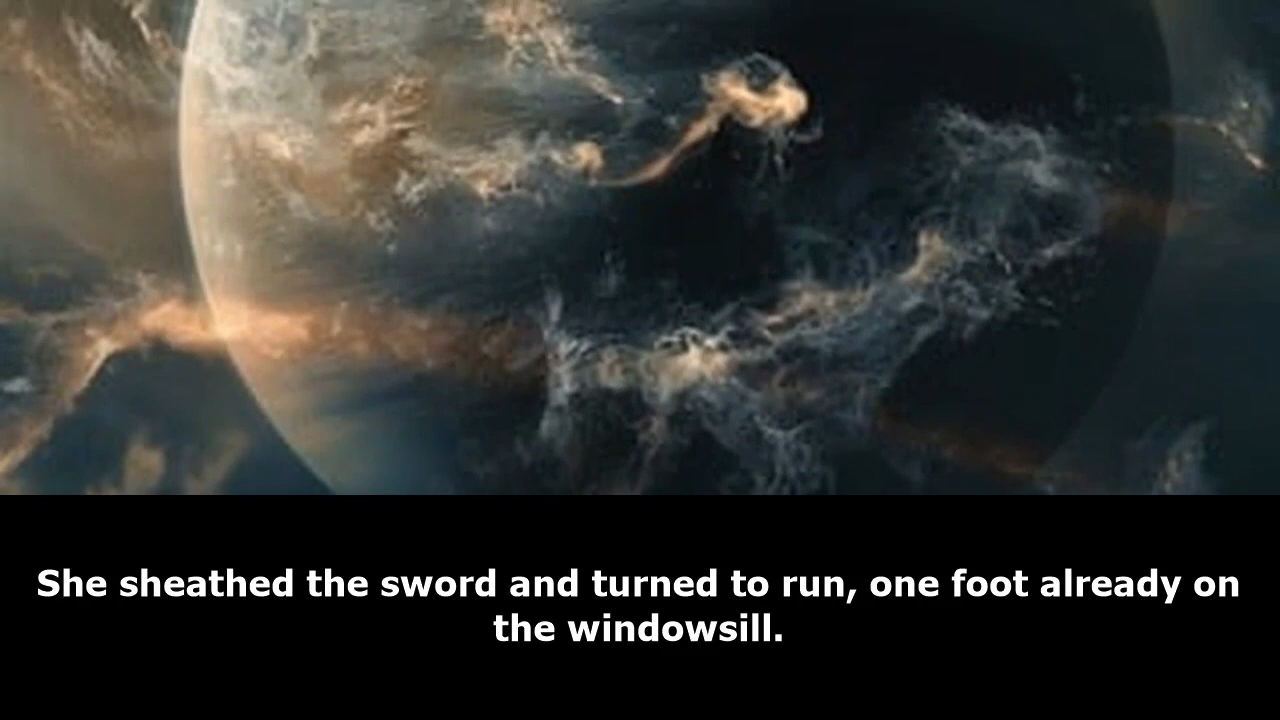 She sheathed the sword and turned to run, one foot already on
the windowsill.